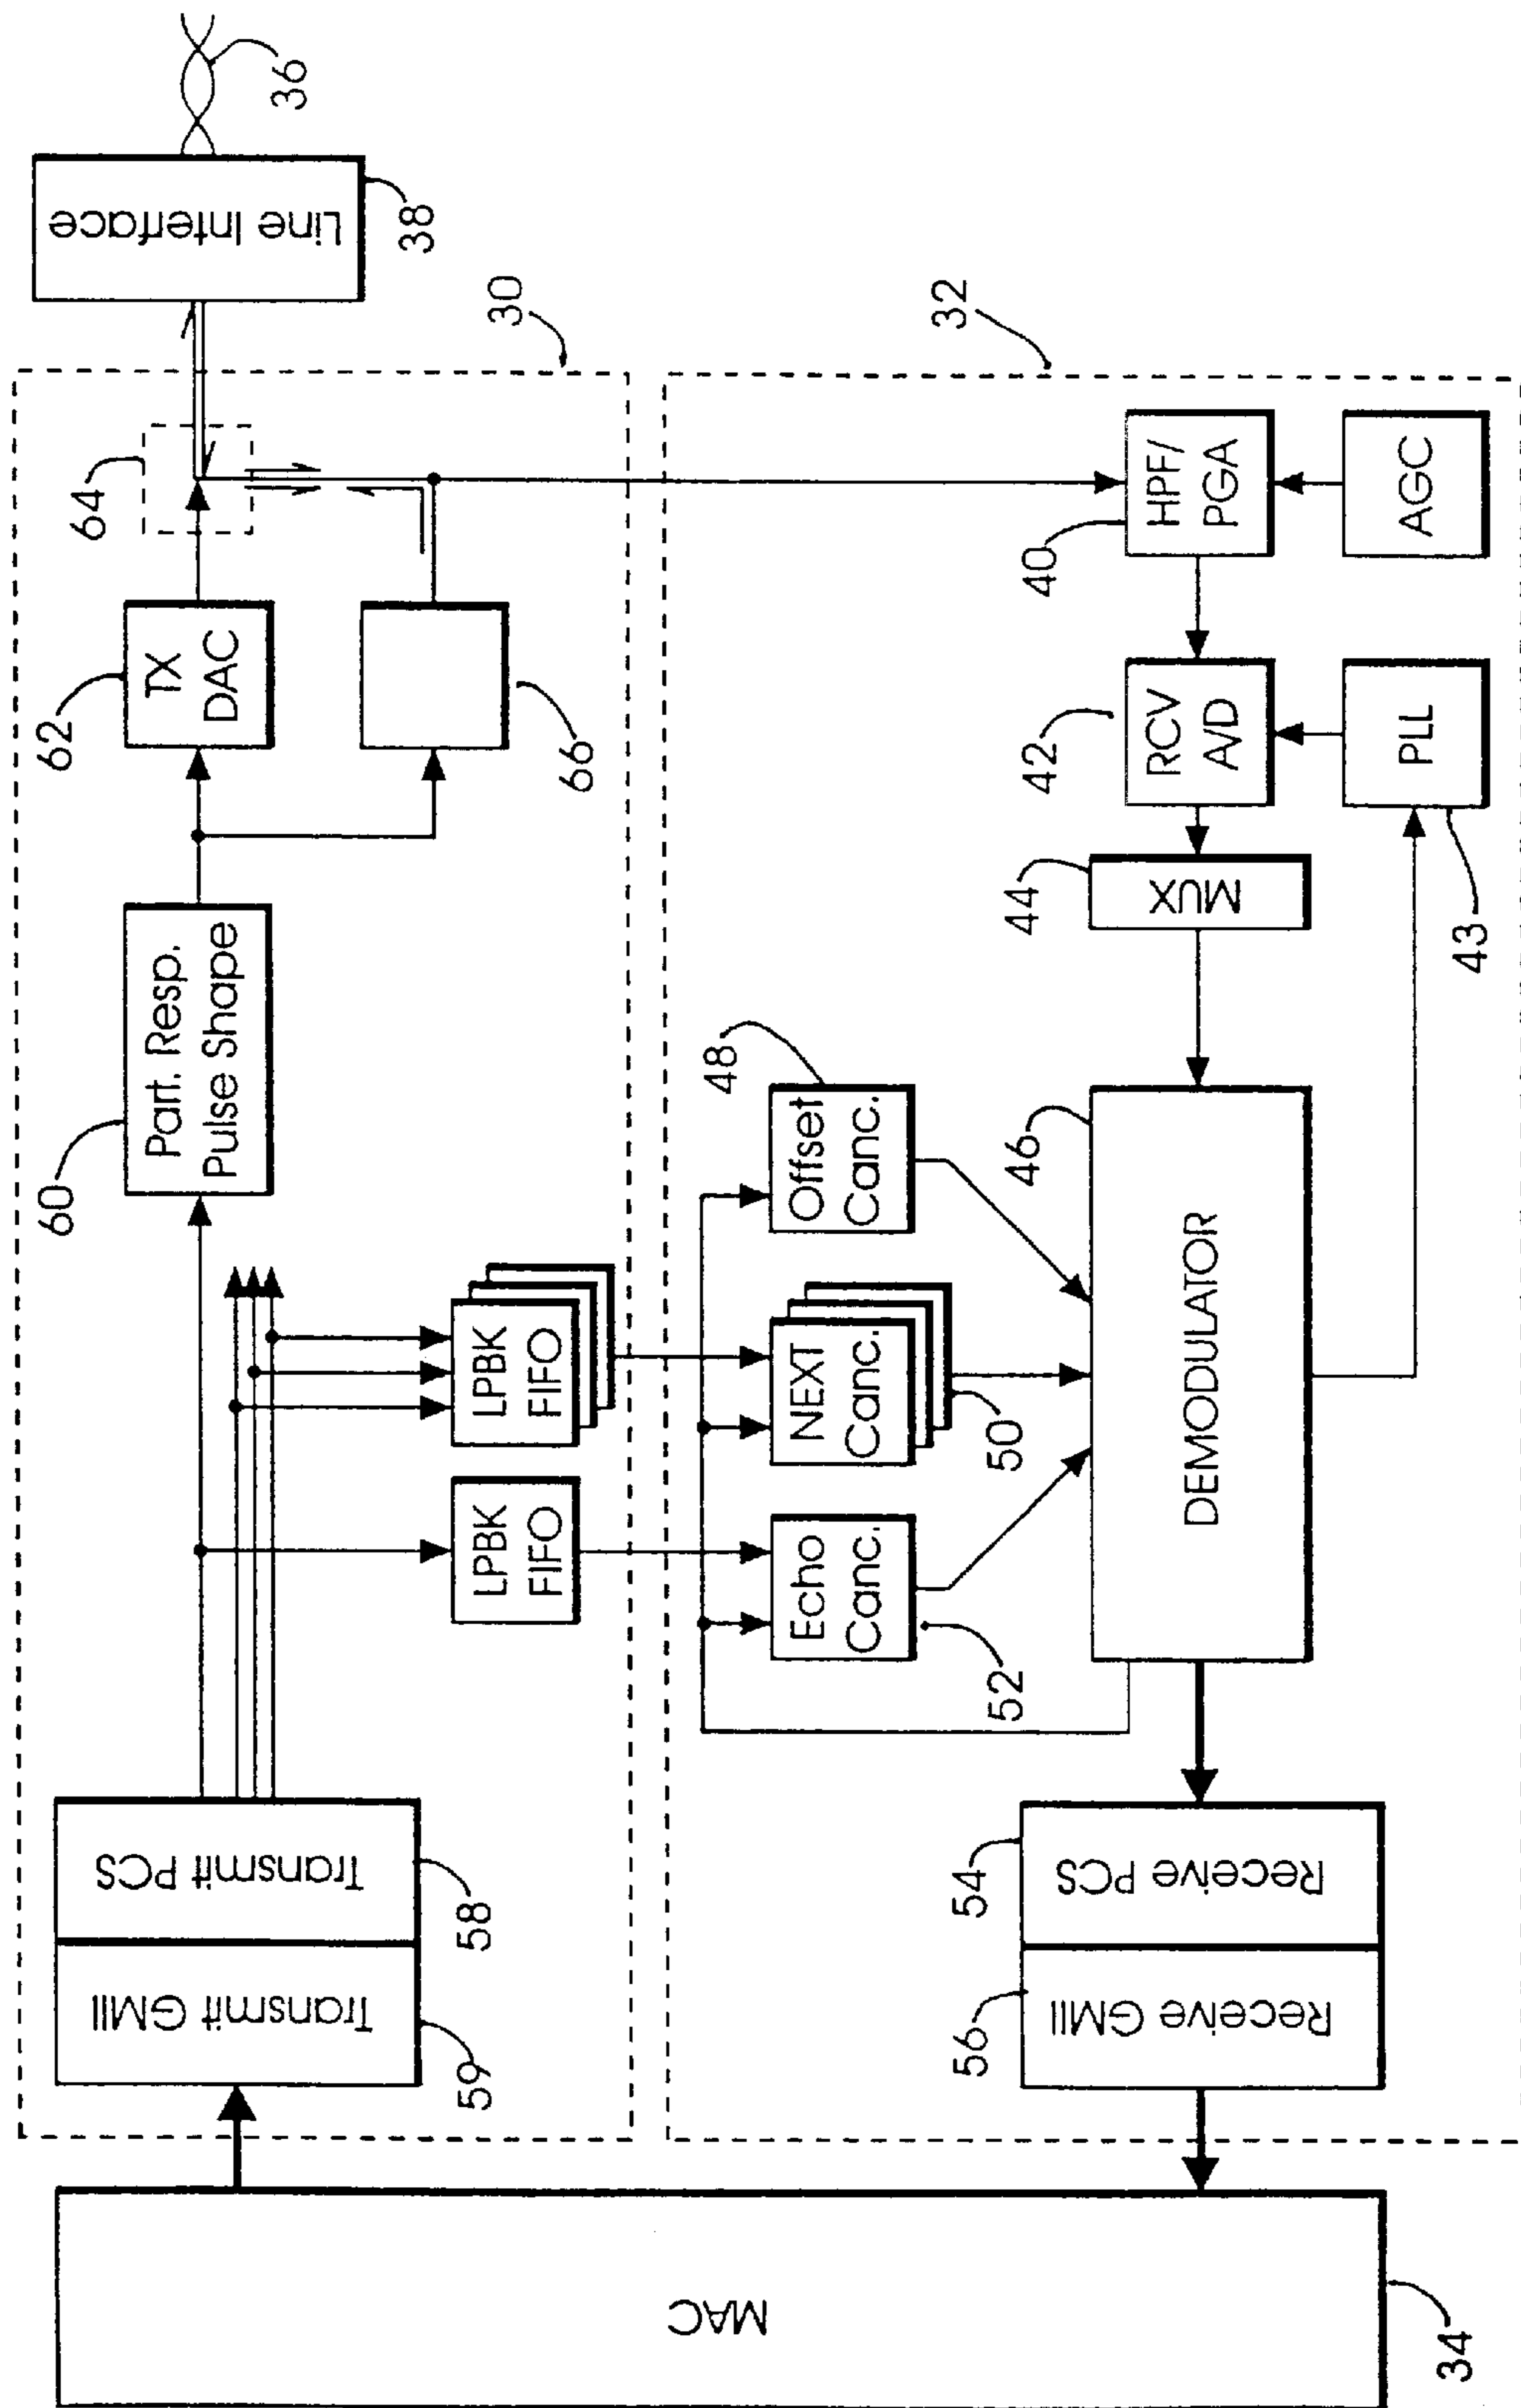 36
Line Interface
38
30
64
TX
DAC
62
66
Part. Resp.
Pulse Shape
60
LPBK
FIFO
LPBK
FIFO
Transmit PCS
58
Transmit GMII
59
32
HPF/
PGA
40
AGC
RCV
A/D
42
PLL
43
MUX
44
Offset
Canc.
48
NEXT
Canc.
50
Echo
Canc.
52
DEMODULATOR
46
Receive PCS
54
Receive GMII
56
MAC
34